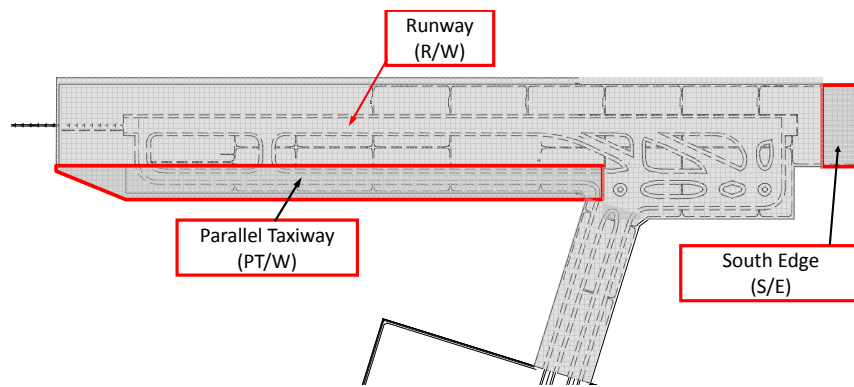 Runway
(R/W)
Parallel Taxiway
(PT/W)
South Edge
(S/E)